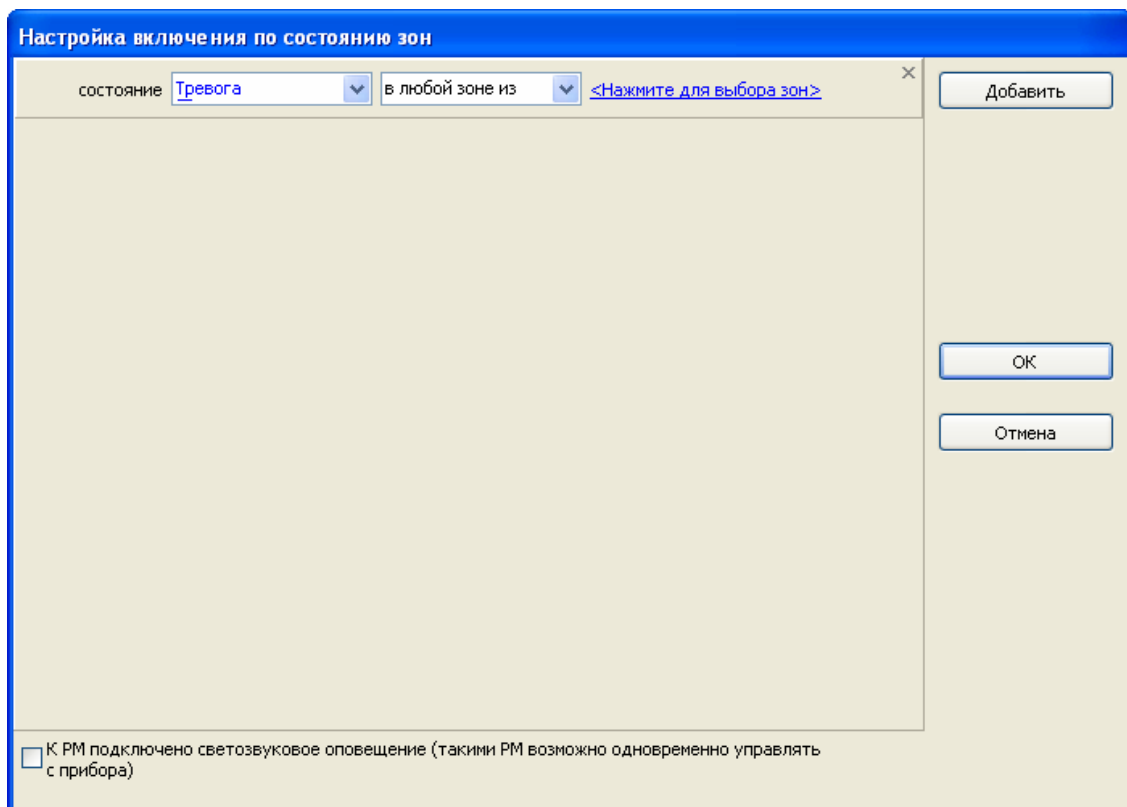 Настройка включения по состоянию зон
состояние Тревога в любой зоне из <Нажмите для выбора зон>
Добавить
ОК
Отмена
К РМ подключено светозвуковое оповещение (такими РМ возможно одновременно управлять
с прибора)